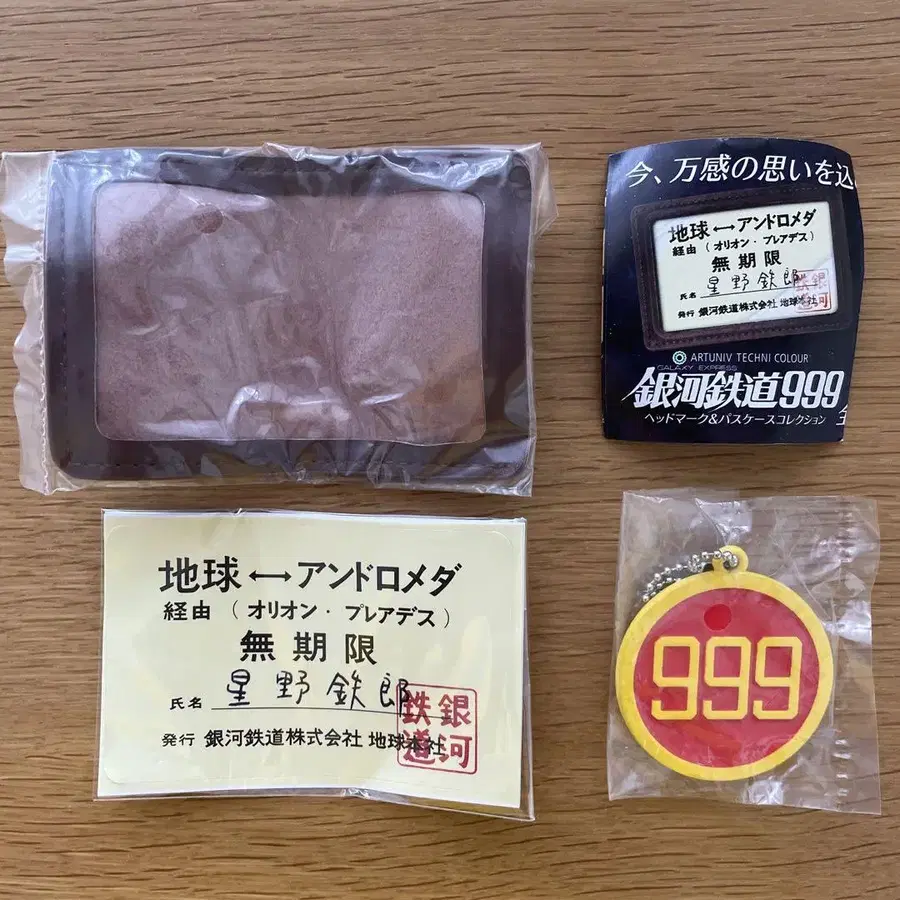 今、万感の思いを込
地球↔アンドロメダ
経由(オリオン・プレアデス)
無期限
氏名 星野鉄郎
発行 銀河鉄道株式会社 地球本社
銀河
鉄道
ARTUNIV TECHNI COLOUR
GALAXY EXPRESS
銀河鉄道999
ヘッドマーク&パスケースコレクション
全
地球↔アンドロメダ
経由(オリオン・プレアデス)
無期限
氏名 星野鉄郎
発行 銀河鉄道株式会社 地球本社
銀河
鉄道
999